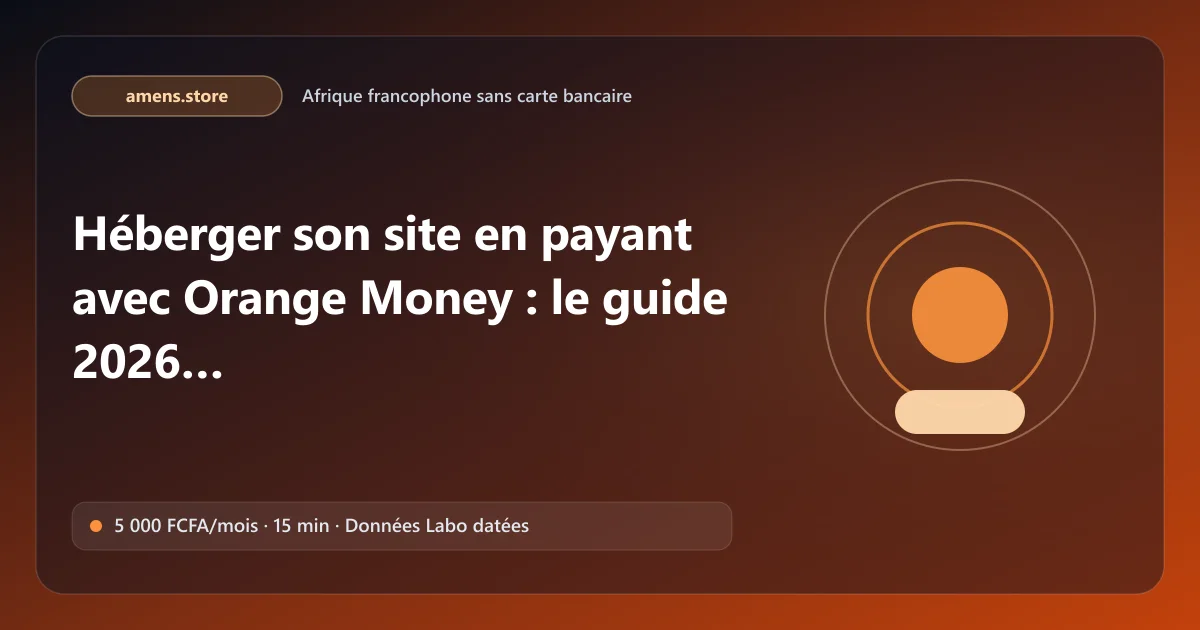 amens.store
Afrique francophone sans carte bancaire
Héberger son site en payant
avec Orange Money : le guide
2026…
5 000 FCFA/mois · 15 min · Données Labo datées